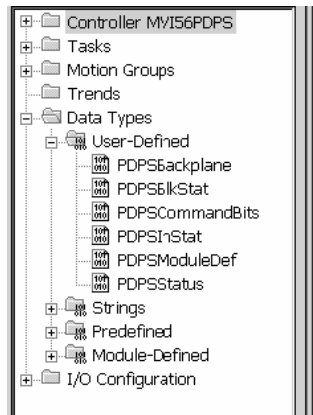 Controller MVI56PDPS
Tasks
Motion Groups
Trends
Data Types
User-Defined
PDPSBackplane
PDPSBlkStat
PDPSCommandBits
PDPSInStat
PDPSModuleDef
PDPSStatus
Strings
Predefined
Module-Defined
I/O Configuration